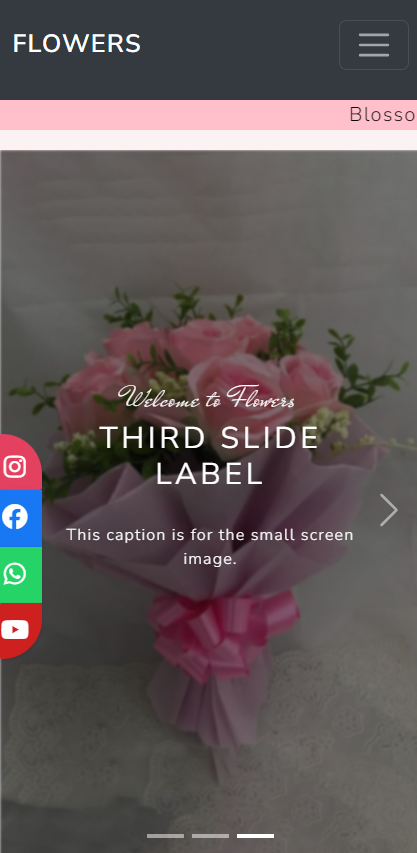 FLOWERS
Blosso
Welcome to Flowers
THIRD SLIDE
LABEL
This caption is for the small screen
image.